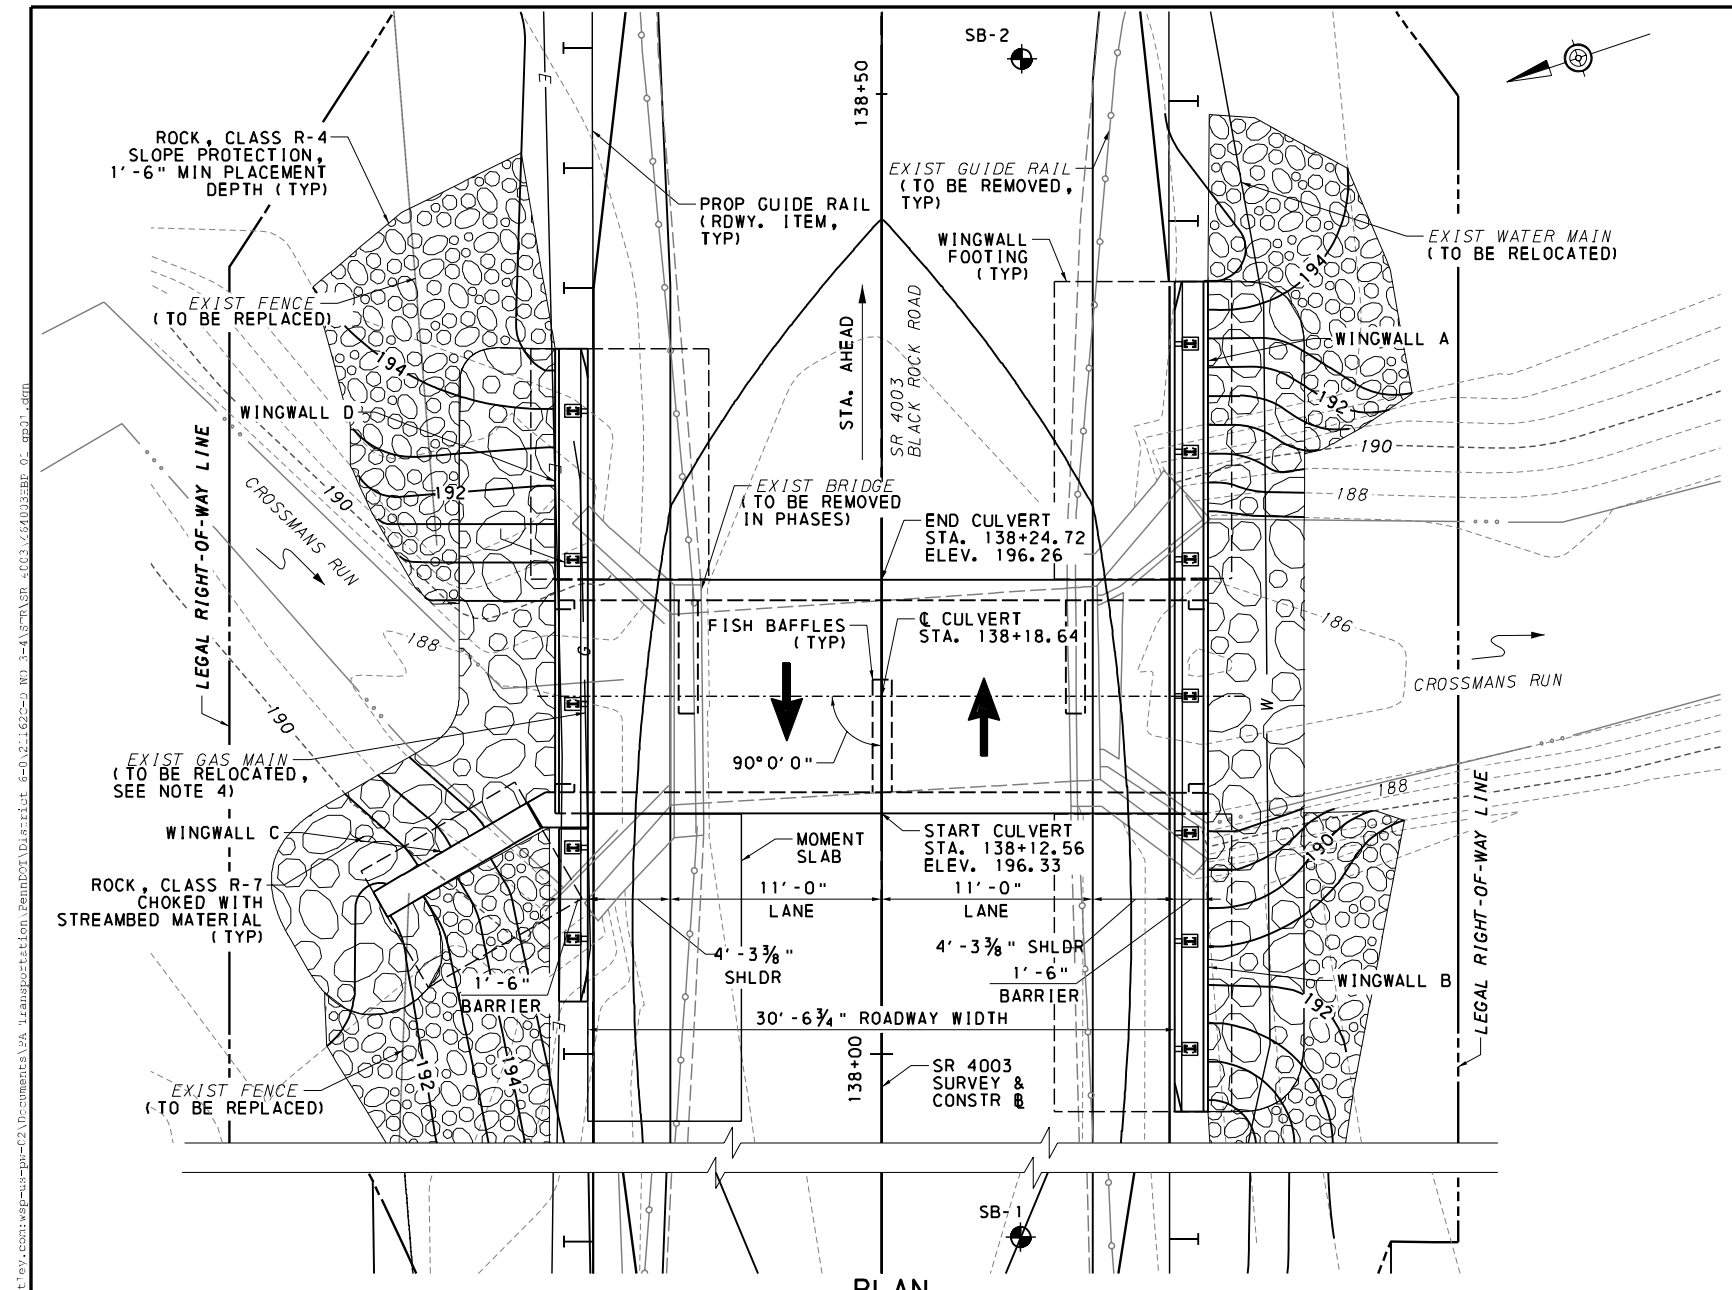 SB-2
138+50
E
ROCK, CLASS R-4
SLOPE PROTECTION,
1'-6" MIN PLACEMENT
DEPTH (TYP)
PROP GUIDE RAIL
(RDWY. ITEM,
TYP)
EXIST GUIDE RAIL
(TO BE REMOVED,
TYP)
WINGWALL
FOOTING
(TYP)
EXIST WATER MAIN
(TO BE RELOCATED)
194
EXIST FENCE
(TO BE REPLACED)
STA. AHEAD
SR 4003
BLACK ROCK ROAD
WINGWALL A
194
192
WINGWALL D
190
LEGAL RIGHT-OF-WAY LINE
CROSSMANS RUN
190
192
E
188
EXIST BRIDGE
(TO BE REMOVED
IN PHASES)
END CULVERT
STA. 138+24.72
ELEV. 196.26
188
G
FISH BAFFLES
(TYP)
℄ CULVERT
STA. 138+18.64
186
CROSSMANS RUN
W
190
90°0'0"
EXIST GAS MAIN
(TO BE RELOCATED,
SEE NOTE 4)
188
LEGAL RIGHT-OF-WAY LINE
WINGWALL C
MOMENT
SLAB
START CULVERT
STA. 138+12.56
ELEV. 196.33
190
ROCK, CLASS R-7
CHOKED WITH
STREAMBED MATERIAL
(TYP)
11'-0"
LANE
11'-0"
LANE
4'-3⅜"
SHLDR
4'-3⅜" SHLDR
1'-6"
BARRIER
1'-6"
BARRIER
WINGWALL B
192
30'-6¾" ROADWAY WIDTH
E
138+00
SR 4003
SURVEY &
CONSTR ⅊
EXIST FENCE
(TO BE REPLACED)
192
194
SB-1
PLAN